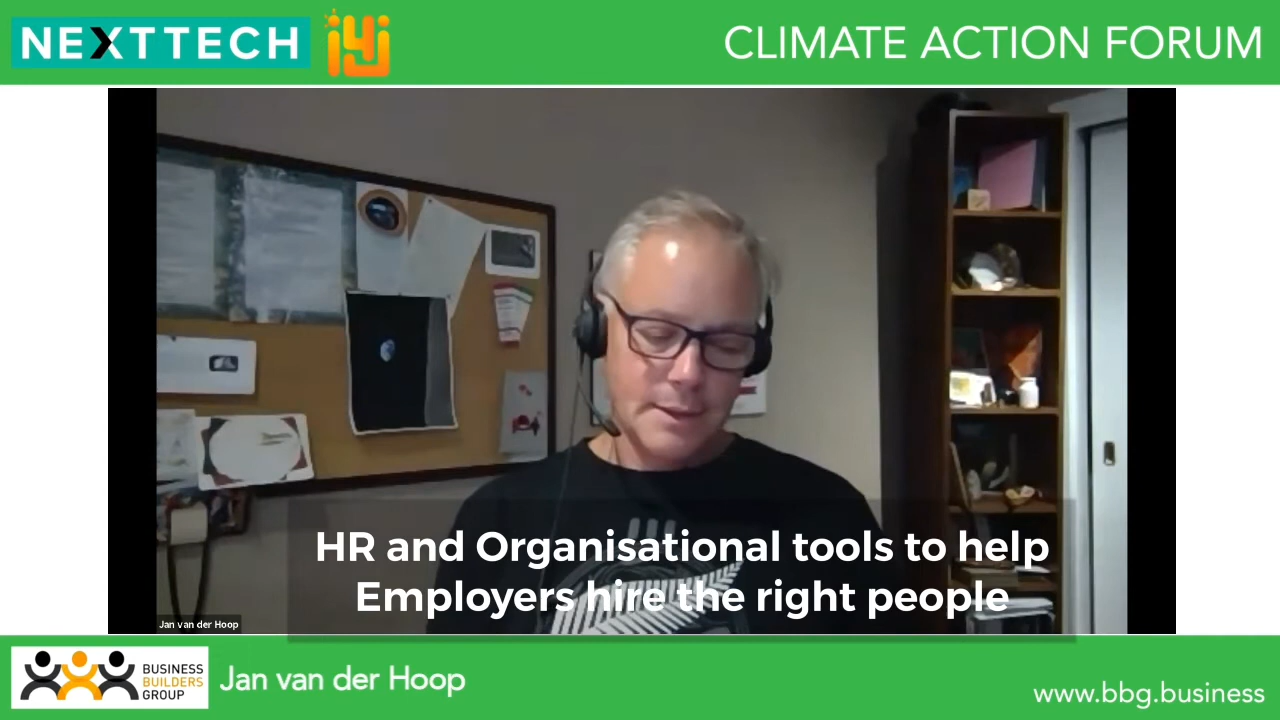 NEXTTECH
CLIMATE ACTION FORUM
HR and Organisational tools to help
Employers hire the right people
Jan van der Hoop
BUSINESS
BUILDERS
GROUP
Jan van der Hoop
www.bbg.business